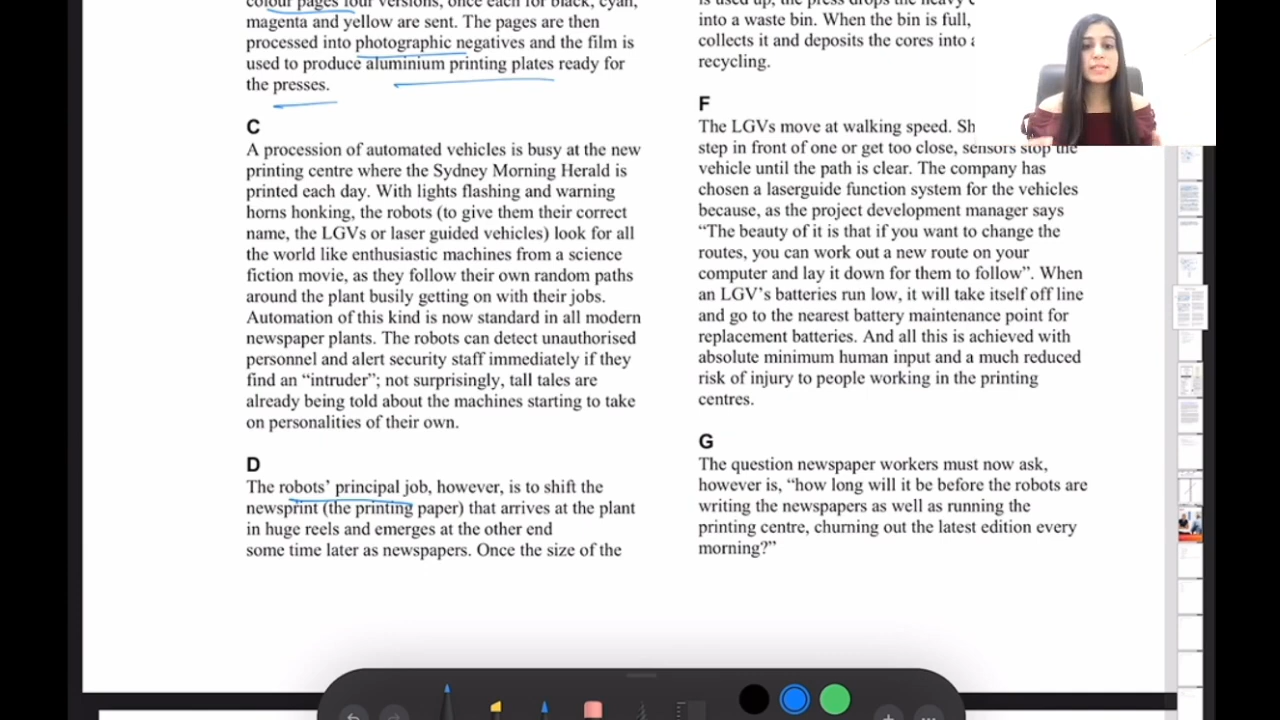 colour pages four versions, once each for black, cyan,
magenta and yellow are sent. The pages are then
processed into photographic negatives and the film is
used to produce aluminium printing plates ready for
the presses.
C
A procession of automated vehicles is busy at the new
printing centre where the Sydney Morning Herald is
printed each day. With lights flashing and warning
horns honking, the robots (to give them their correct
name, the LGVs or laser guided vehicles) look for all
the world like enthusiastic machines from a science
fiction movie, as they follow their own random paths
around the plant busily getting on with their jobs.
Automation of this kind is now standard in all modern
newspaper plants. The robots can detect unauthorised
personnel and alert security staff immediately if they
find an “intruder”; not surprisingly, tall tales are
already being told about the machines starting to take
on personalities of their own.
D
The robots’ principal job, however, is to shift the
newsprint (the printing paper) that arrives at the plant
in huge reels and emerges at the other end
some time later as newspapers. Once the size of the
is used up, the press drops the heavy
into a waste bin. When the bin is full,
collects it and deposits the cores into
recycling.
F
The LGVs move at walking speed.
step in front of one or get too close, sensors stop the
vehicle until the path is clear. The company has
chosen a laserguide function system for the vehicles
because, as the project development manager says
“The beauty of it is that if you want to change the
routes, you can work out a new route on your
computer and lay it down for them to follow”. When
an LGV’s batteries run low, it will take itself off line
and go to the nearest battery maintenance point for
replacement batteries. And all this is achieved with
absolute minimum human input and a much reduced
risk of injury to people working in the printing
centres.
G
The question newspaper workers must now ask,
however is, “how long will it be before the robots are
writing the newspapers as well as running the
printing centre, churning out the latest edition every
morning?”